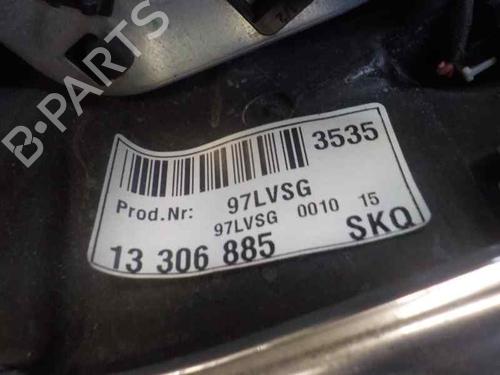 B-PARTS
3535
Prod.Nr: 97LVSG
97LVSG 0010 15
13 306 885 SKQ